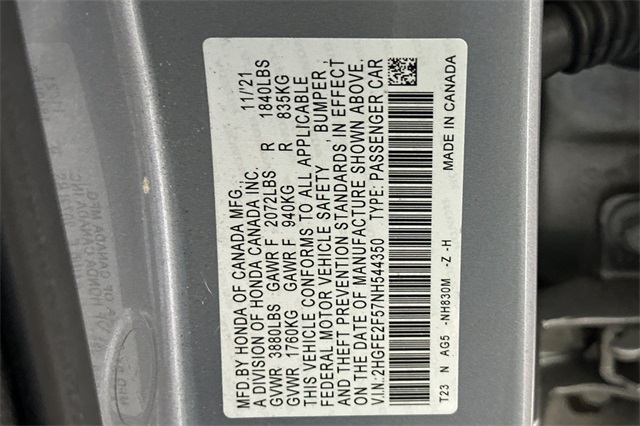 MFD.BY HONDA OF CANADA MFG. 11/'21
A DIVISION OF HONDA CANADA INC.
GVWR 3880LBS GAWR F 2072LBS R 1840LBS
GVWR 1760KG GAWR F 940KG R 835KG
THIS VEHICLE CONFORMS TO ALL APPLICABLE
FEDERAL MOTOR VEHICLE SAFETY , BUMPER ,
AND THEFT PREVENTION STANDARDS IN EFFECT
ON THE DATE OF MANUFACTURE SHOWN ABOVE.
V.I.N.:2HGFE2F57NH544350 TYPE: PASSENGER CAR
T23 N AG5 -NH830M -Z -H MADE IN CANADA